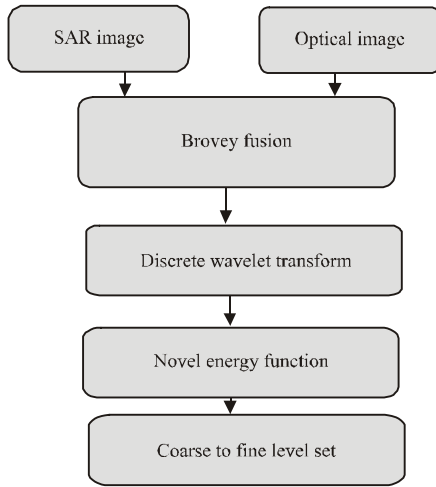 SAR image
Optical image
Brovey fusion
Discrete wavelet transform
Novel energy function
Coarse to fine level set